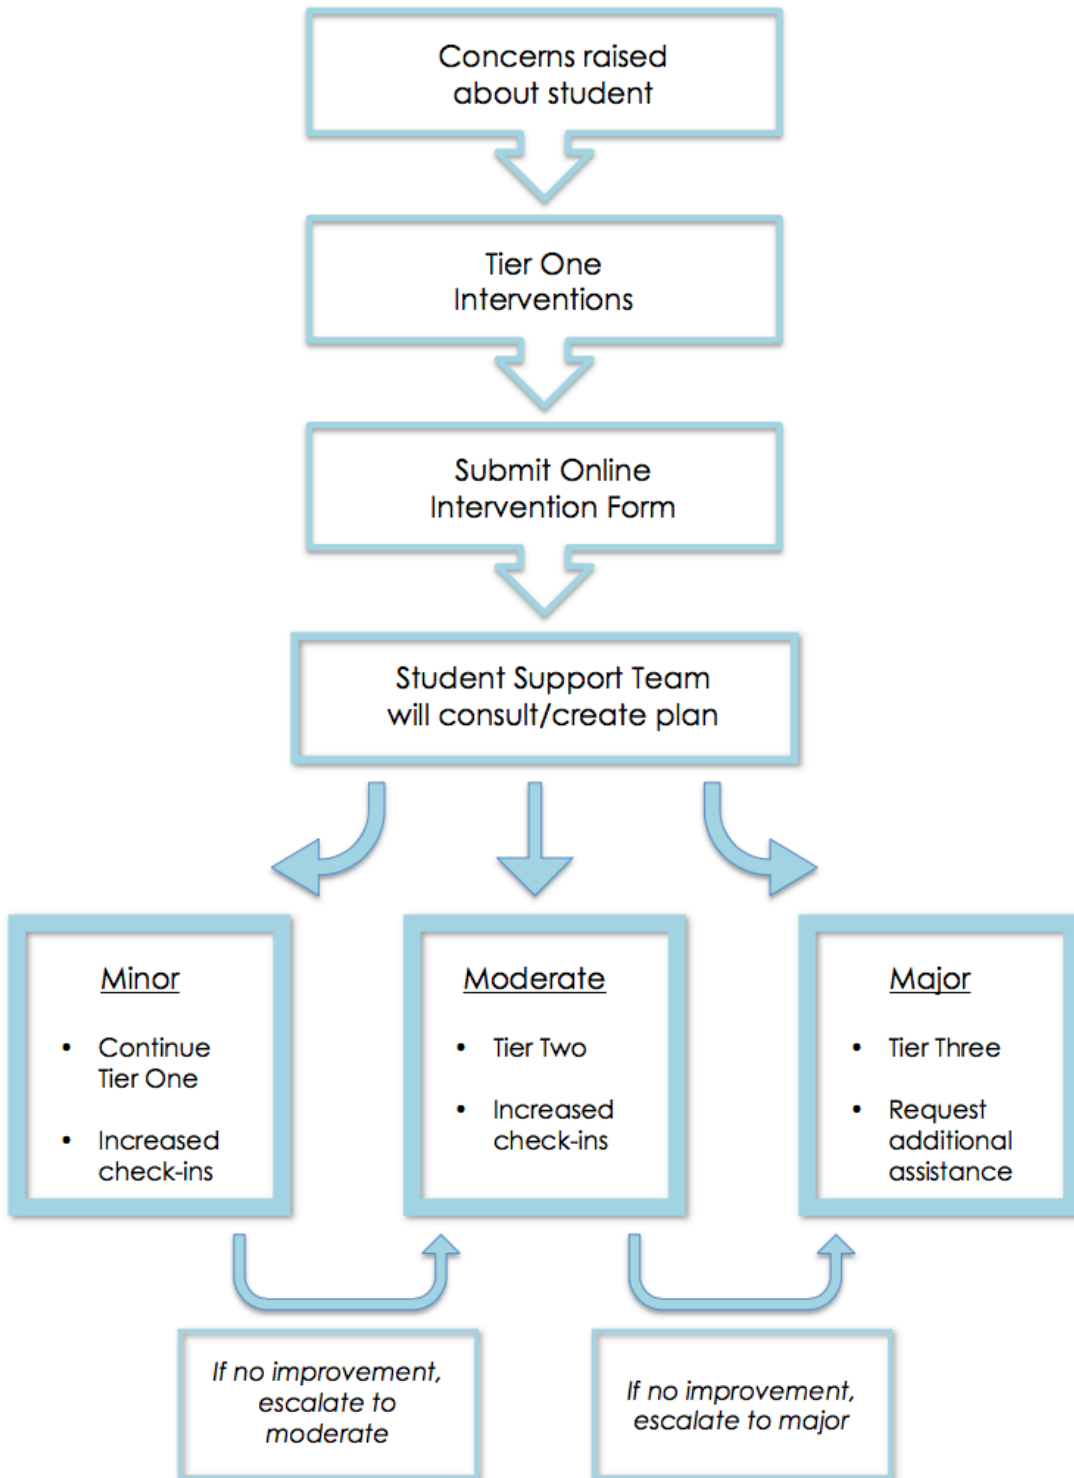 Concerns raised
about student
Tier One
Interventions
Submit Online
Intervention Form
Student Support Team
will consult/create plan
Minor
• Continue
Tier One
• Increased
check-ins
Moderate
• Tier Two
• Increased
check-ins
Major
• Tier Three
• Request
additional
assistance
If no improvement,
escalate to
moderate
If no improvement,
escalate to major